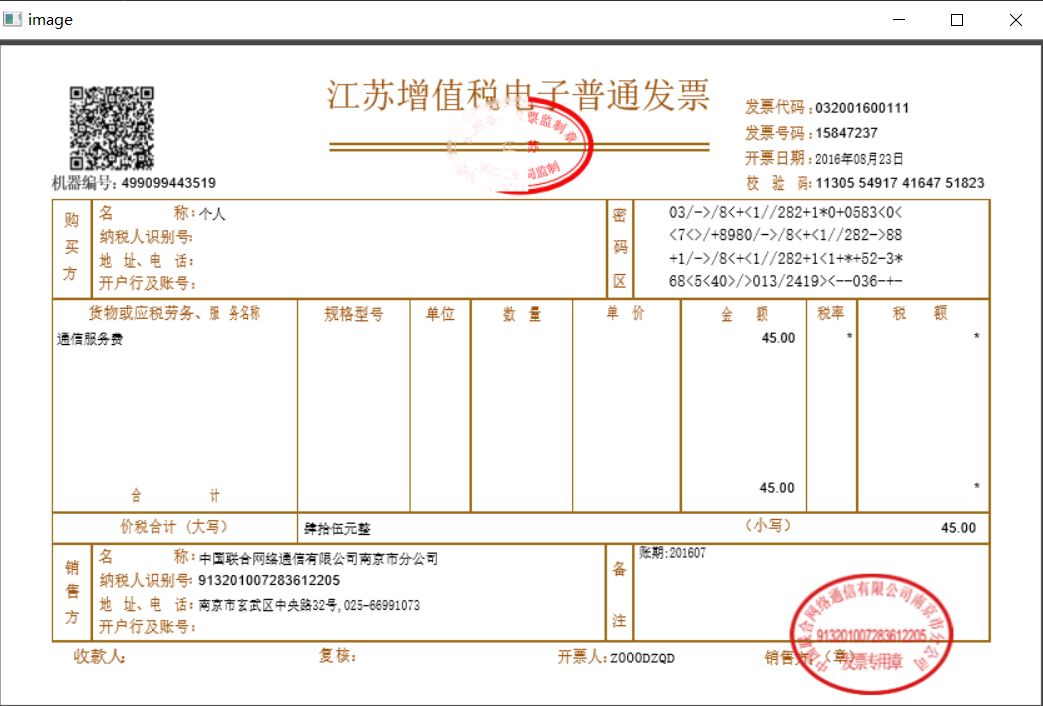 image
江苏增值税电子普通发票
发票代码:032001600111
发票号码:15847237
开票日期:2016年08月23日
校 验 码:11305 54917 41647 51823
机器编号:499099443519
票监制章
江 苏
局监制
购买方
名 称:个人
纳税人识别号:
地 址、电 话:
开户行及账号:
密码区
03/->/8<+<1//282+1*0+0583<0<
<7<>/+8980/->/8<+<1//282->88
+1/->/8<+<1//282+1<1+*+52-3*
68<5<40>/>013/2419><--036-+-
货物或应税劳务、服 务名称 规格型号 单位 数 量 单 价 金 额 税率 税 额
通信服务费 45.00 * *
合 计 45.00 *
价税合计(大写) 肆拾伍元整 (小写) 45.00
销售方
名 称:中国联合网络通信有限公司南京市分公司
纳税人识别号:913201007283612205
地 址、电 话:南京市玄武区中央路32号,025-66991073
开户行及账号:
备注
账期:201607
收款人: 复核: 开票人:Z000DZQD 销售方:(章)
中国联合网络通信有限公司南京市分公司
913201007283612205
发票专用章